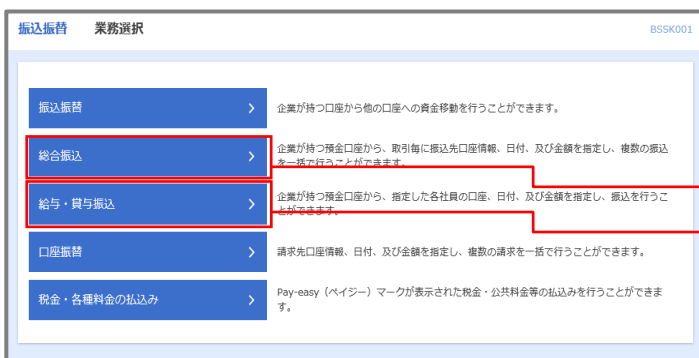 振込振替 業務選択 BSSK001
振込振替 企業が持つ口座から他の口座への資金移動を行うことができます。
総合振込 企業が持つ預金口座から、取引毎に振込先口座情報、日付、及び金額を指定し、複数の振込
を一括で行うことができます。
給与・賞与振込 企業が持つ預金口座から、指定した各社員の口座、日付、及び金額を指定し、振込を行うこ
とができます。
口座振替 請求先口座情報、日付、及び金額を指定し、複数の請求を一括で行うことができます。
税金・各種料金の払込み Pay-easy（ペイジー）マークが表示された税金・公共料金等の払込みを行うことができま
す。